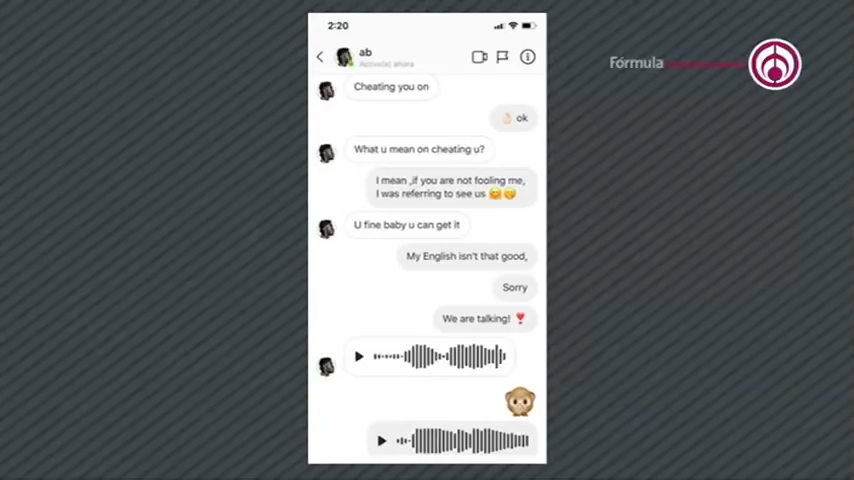 2:20
ab
Activo(a) ahora
Fórmula
Cheating you on
👌🏻 ok
What u mean on cheating u?
I mean ,if you are not fooling me,
I was referring to see us 🤗😋
U fine baby u can get it
My English isn't that good,
Sorry
We are talking! ❣️